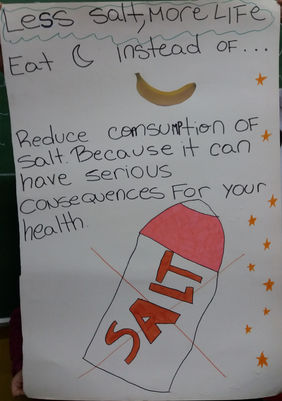 Less Salt, More LiFe
Eat instead oF...
Reduce comsumption oF
salt. Because it can
have serious
consequences For your
health.
SALT